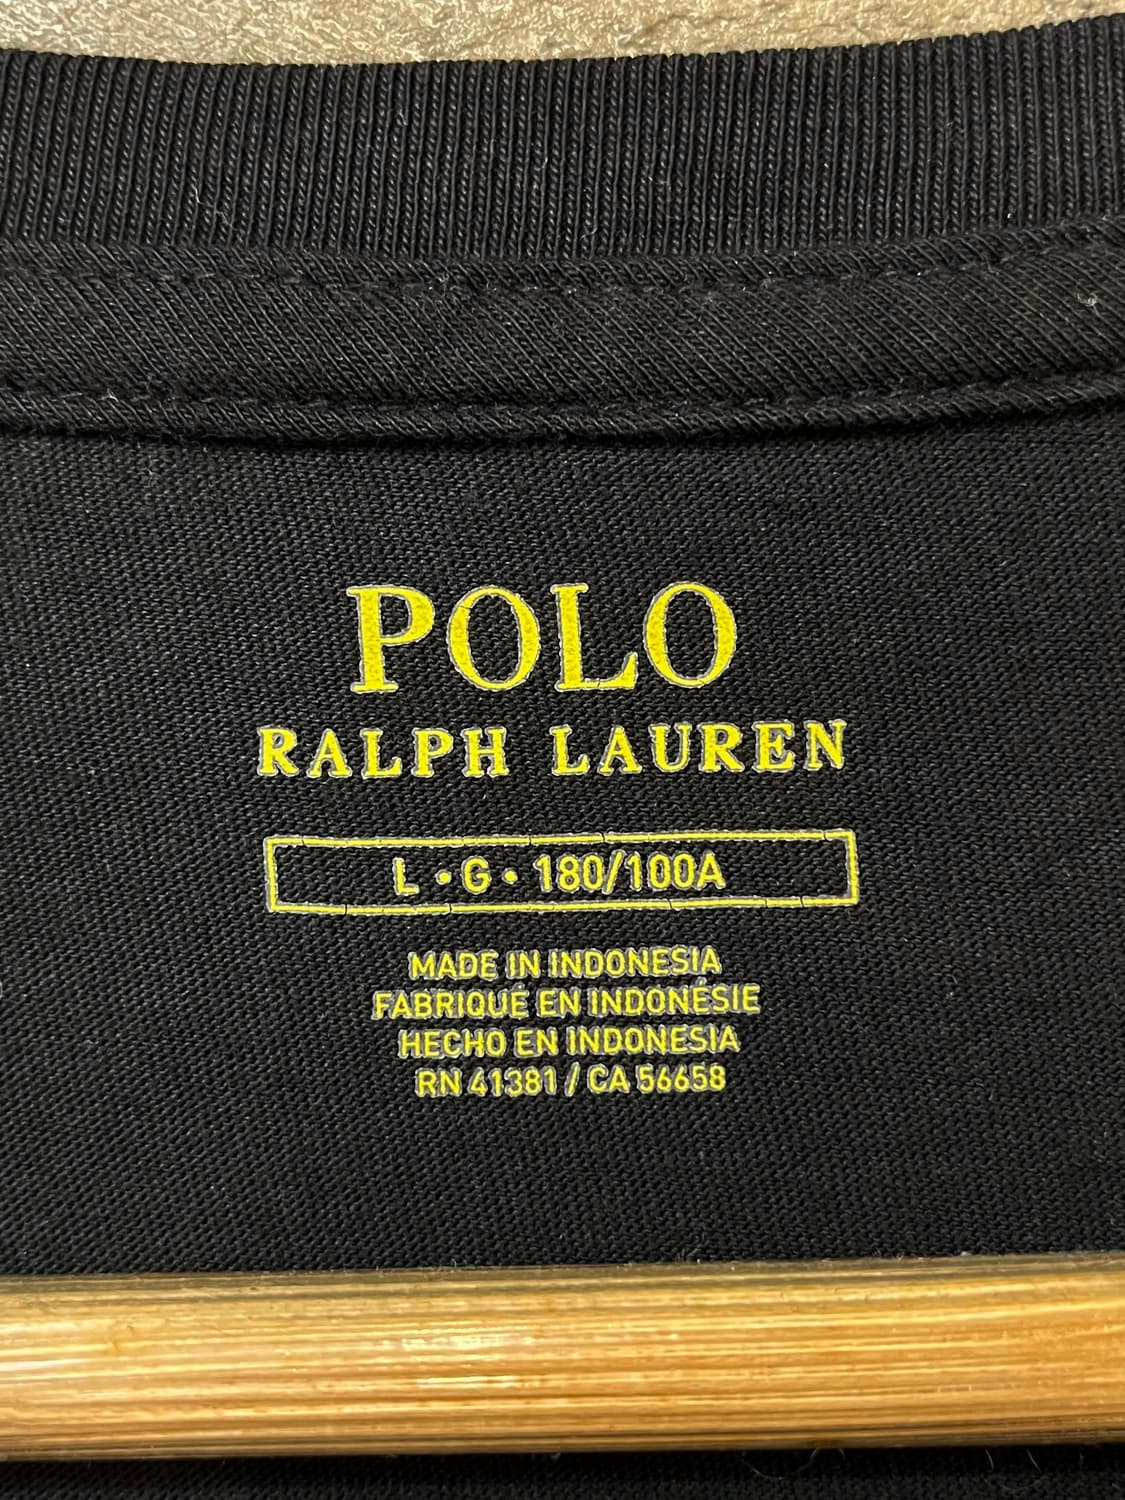 POLO
RALPH LAUREN
L • G • 180/100A
MADE IN INDONESIA
FABRIQUÉ EN INDONÉSIE
HECHO EN INDONESIA
RN 41381 / CA 56658